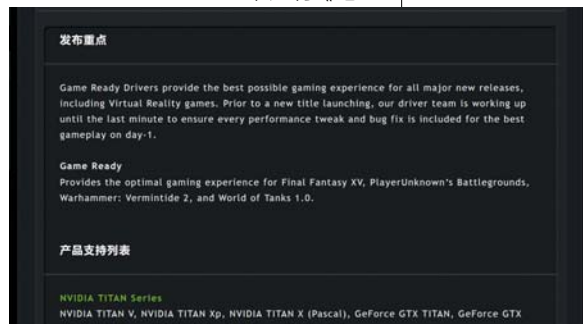 发布重点
Game Ready Drivers provide the best possible gaming experience for all major new releases,
including Virtual Reality games. Prior to a new title launching, our driver team is working up
until the last minute to ensure every performance tweak and bug fix is included for the best
gameplay on day-1.
Game Ready
Provides the optimal gaming experience for Final Fantasy XV, PlayerUnknown's Battlegrounds,
Warhammer: Vermintide 2, and World of Tanks 1.0.
产品支持列表
NVIDIA TITAN Series
NVIDIA TITAN V, NVIDIA TITAN Xp, NVIDIA TITAN X (Pascal), GeForce GTX TITAN, GeForce GTX